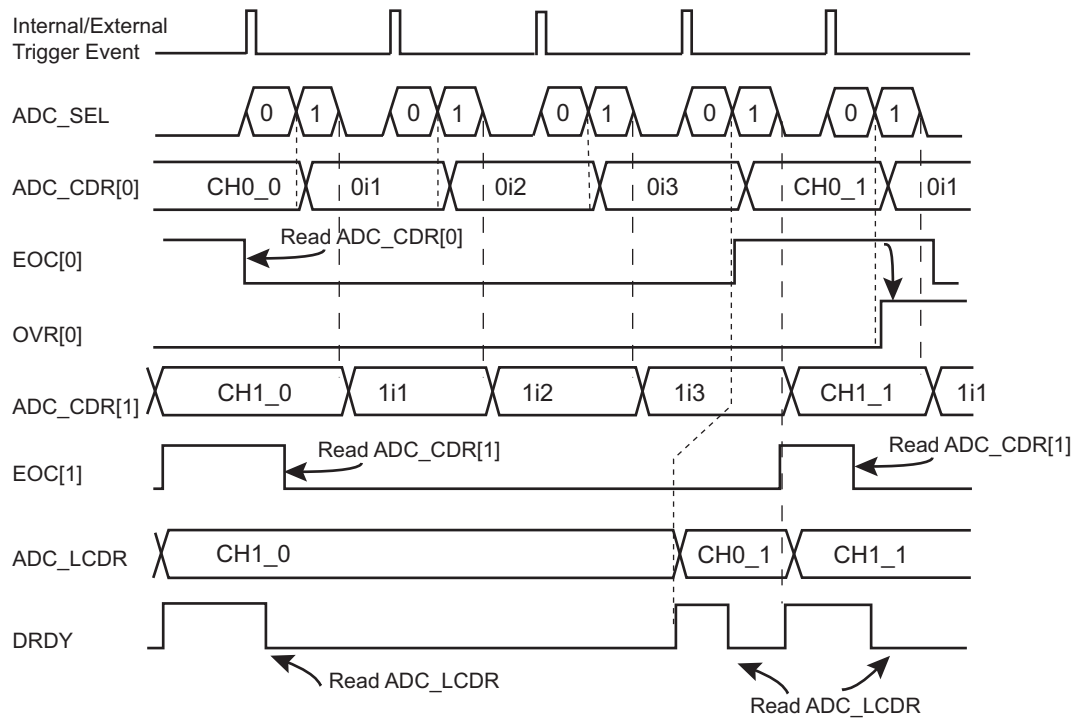 Internal/External
Trigger Event
ADC_SEL
0 1 0 1 0 1 0 1 0 1
ADC_CDR[0]
CH0_0 0i1 0i2 0i3 CH0_1 0i1
Read ADC_CDR[0]
EOC[0]
OVR[0]
ADC_CDR[1]
CH1_0 1i1 1i2 1i3 CH1_1 1i1
Read ADC_CDR[1] Read ADC_CDR[1]
EOC[1]
ADC_LCDR
CH1_0 CH0_1 CH1_1
DRDY
Read ADC_LCDR
Read ADC_LCDR